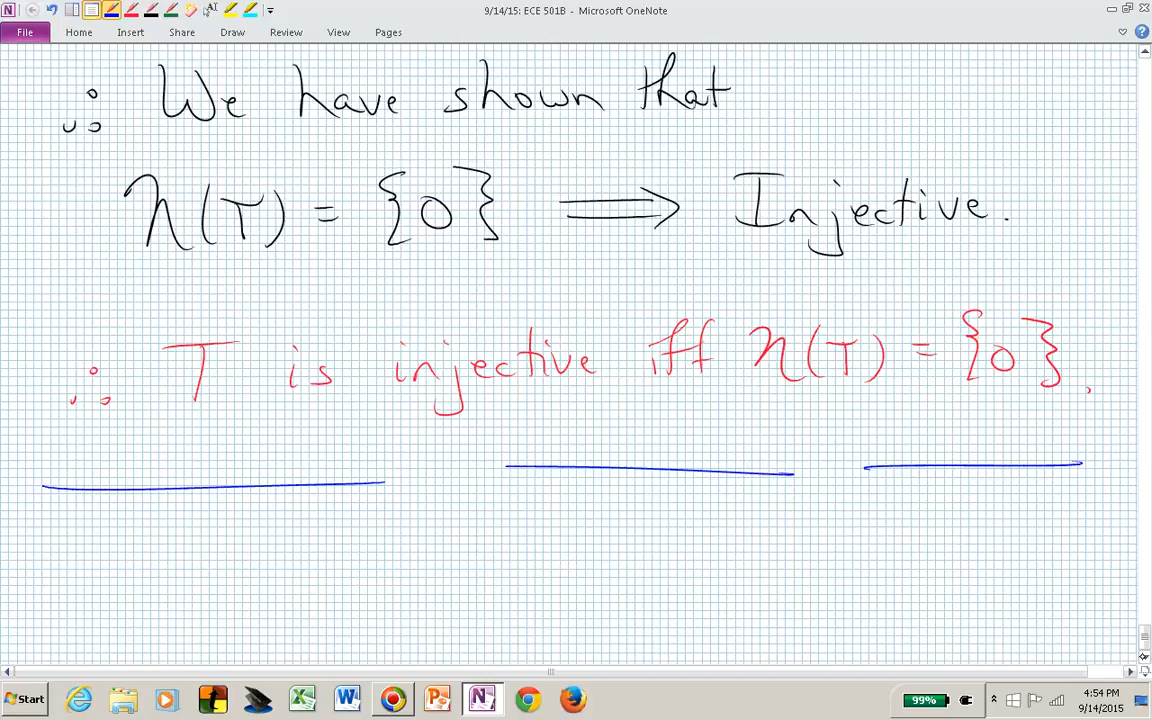 9/14/15: ECE 501B - Microsoft OneNote
File Home Insert Share Draw Review View Pages
∴ We have shown that
η(T) = {0} ⟹ Injective.
∴ T is injective iff η(T) = {0}.
Start 99% 4:54 PM
9/14/2015